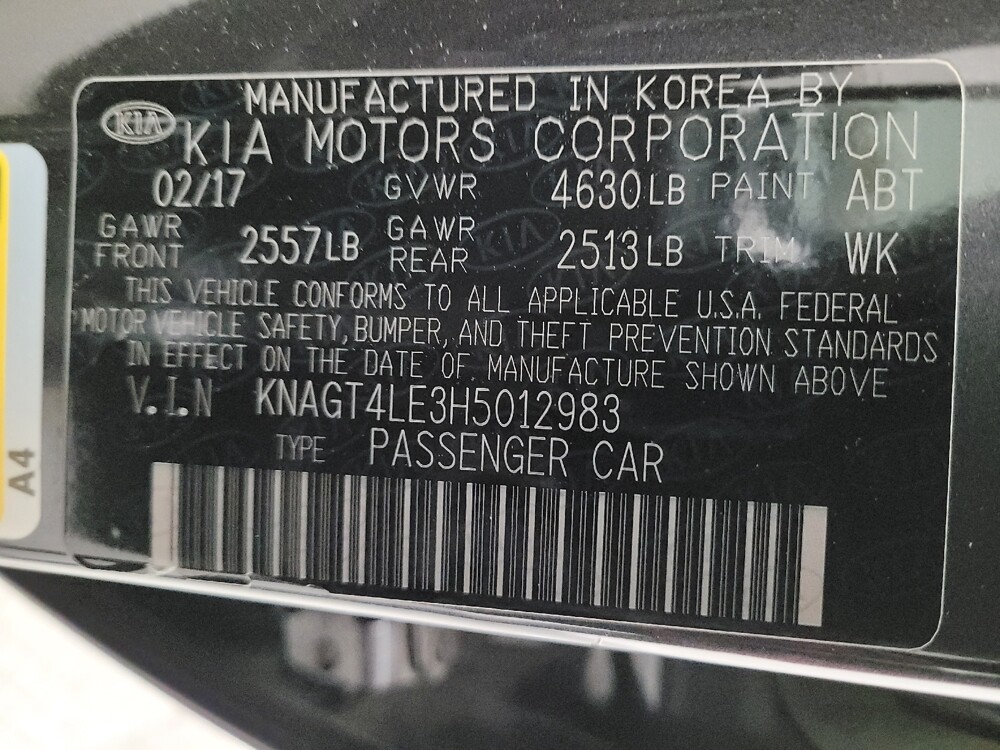 MANUFACTURED IN KOREA BY
KIA KIA MOTORS CORPORATION
02/17 GVWR 4630LB PAINT ABT
GAWR FRONT 2557LB GAWR REAR 2513LB TRIM WK
THIS VEHICLE CONFORMS TO ALL APPLICABLE U.S.A. FEDERAL
MOTOR VEHICLE SAFETY, BUMPER, AND THEFT PREVENTION STANDARDS
IN EFFECT ON THE DATE OF MANUFACTURE SHOWN ABOVE
V.I.N KNAGT4LE3H5012983
TYPE PASSENGER CAR
A4